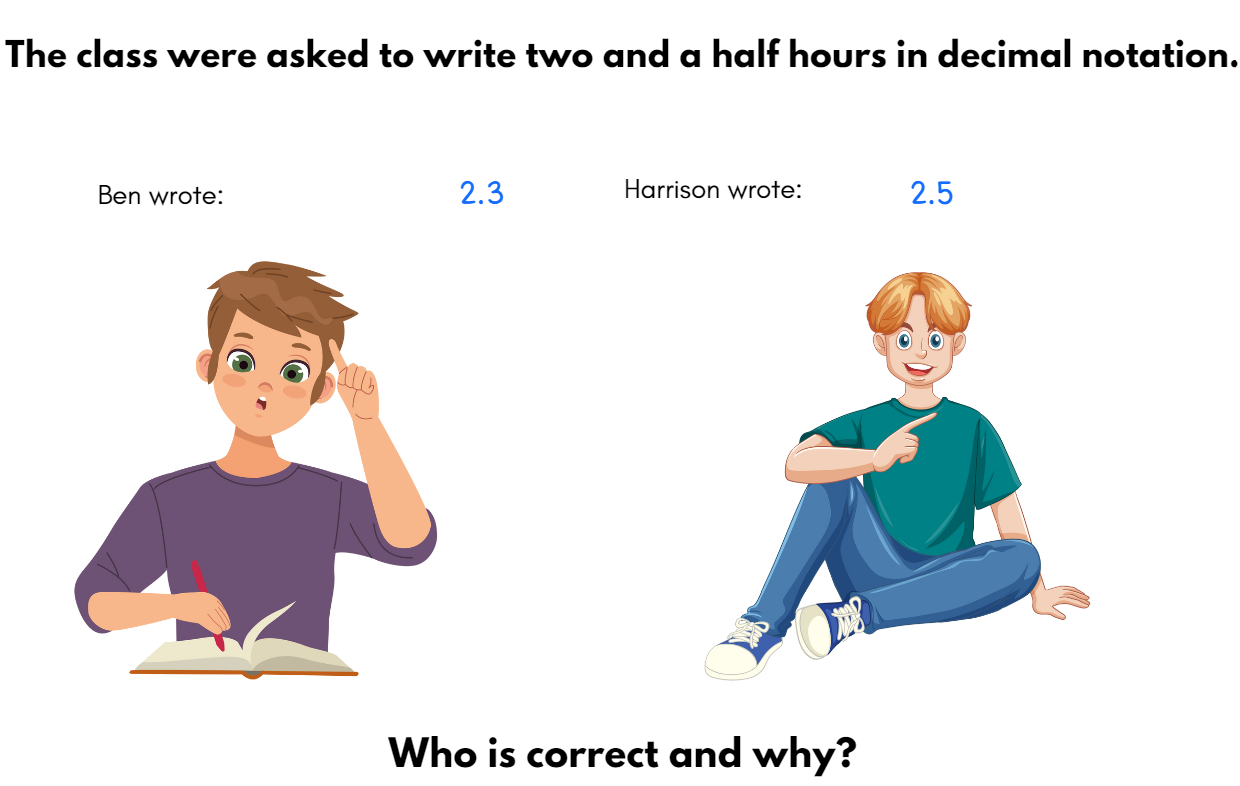 The class were asked to write two and a half hours in decimal notation.
Ben wrote: 2.3
Harrison wrote: 2.5
Who is correct and why?